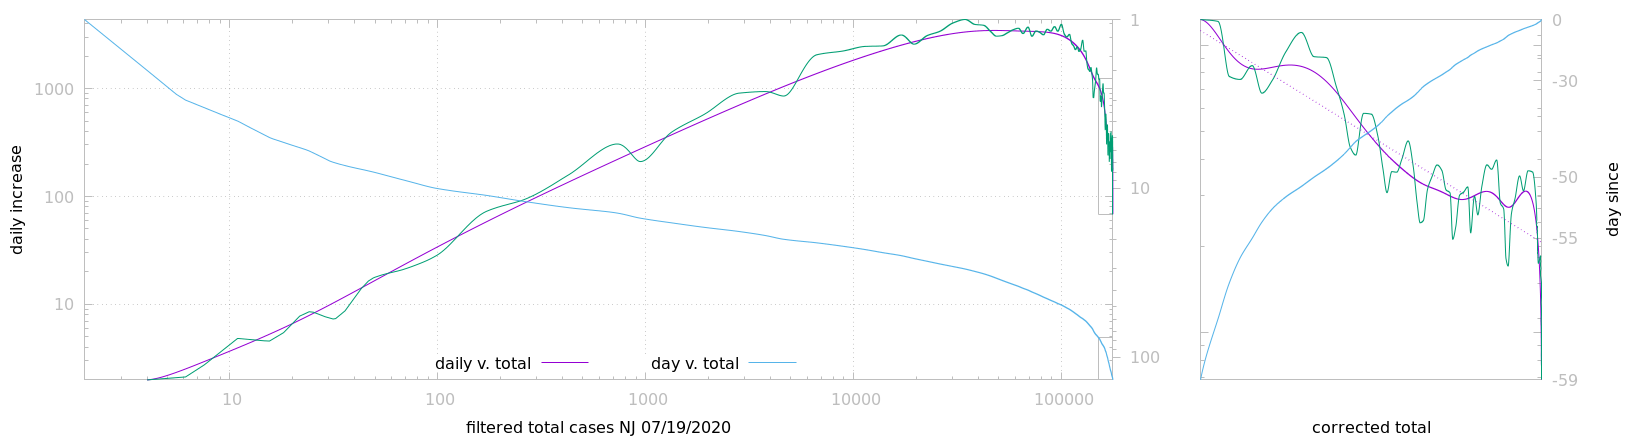 daily increase
1000
100
10
10
100
1000
10000
100000
1
10
100
daily v. total
day v. total
filtered total cases NJ 07/19/2020
0
-30
-50
-55
-59
day since
corrected total